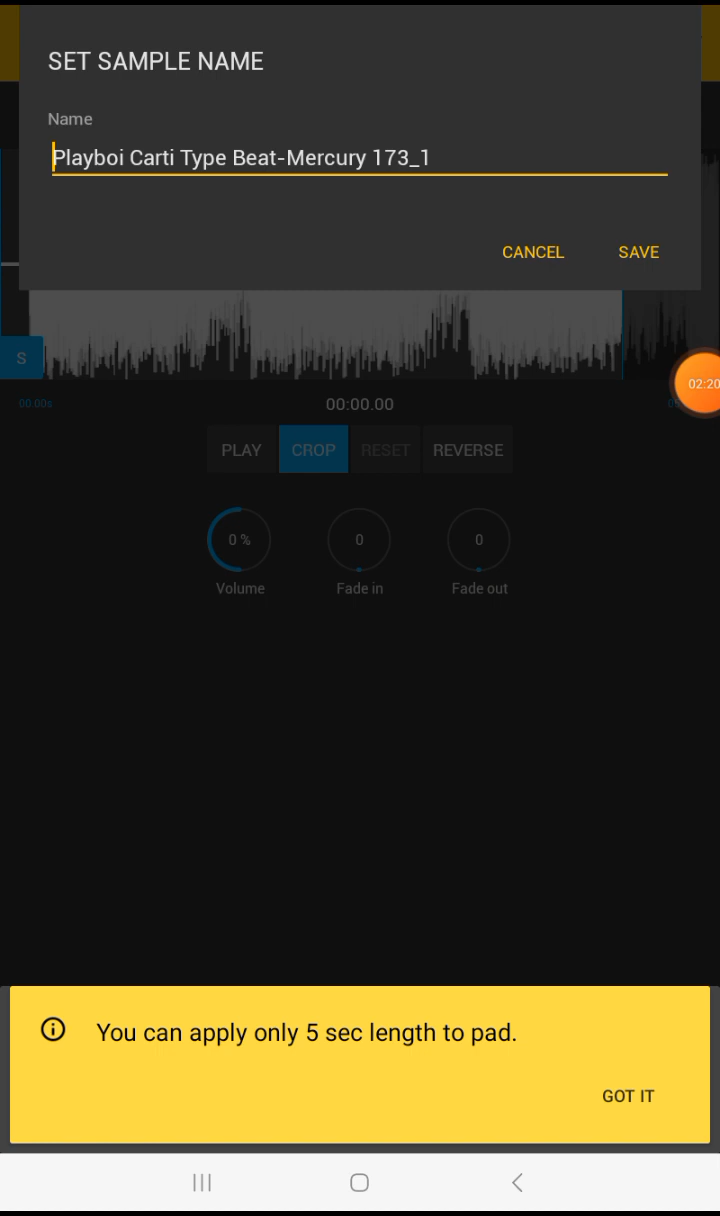 SET SAMPLE NAME
Name
Playboi Carti Type Beat-Mercury 173_1
CANCEL SAVE
S
02:20
00.00s 00:00.00
PLAY CROP RESET REVERSE
0 % 0 0
Volume Fade in Fade out
You can apply only 5 sec length to pad.
GOT IT